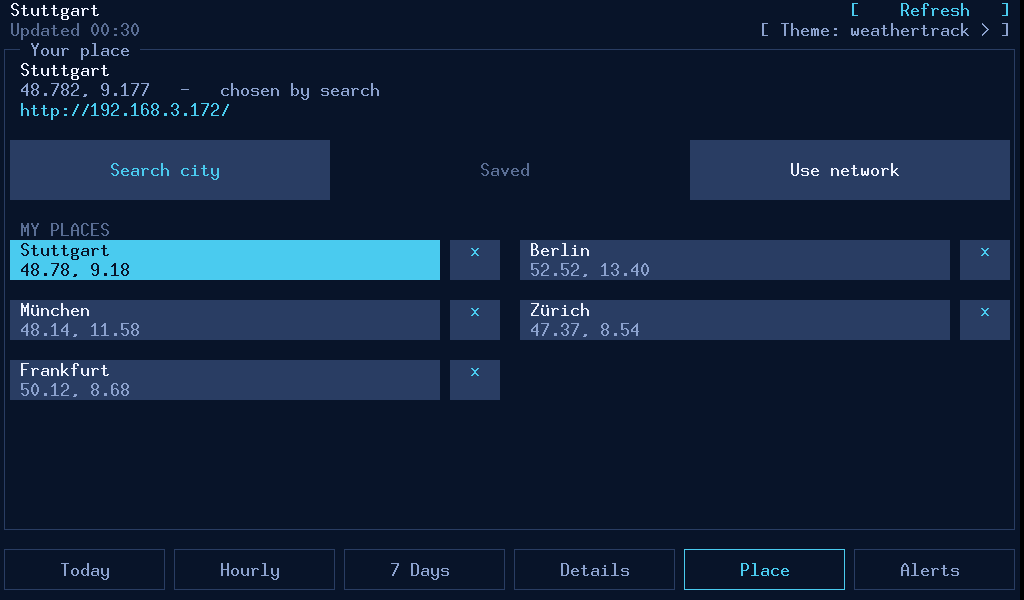 Stuttgart
[ Refresh ]
Updated 00:30
[ Theme: weathertrack > ]
Your place
Stuttgart
48.782, 9.177 - chosen by search
http://192.168.3.172/
Search city
Saved
Use network
MY PLACES
Stuttgart
48.78, 9.18
x
Berlin
52.52, 13.40
x
München
48.14, 11.58
x
Zürich
47.37, 8.54
x
Frankfurt
50.12, 8.68
x
Today
Hourly
7 Days
Details
Place
Alerts